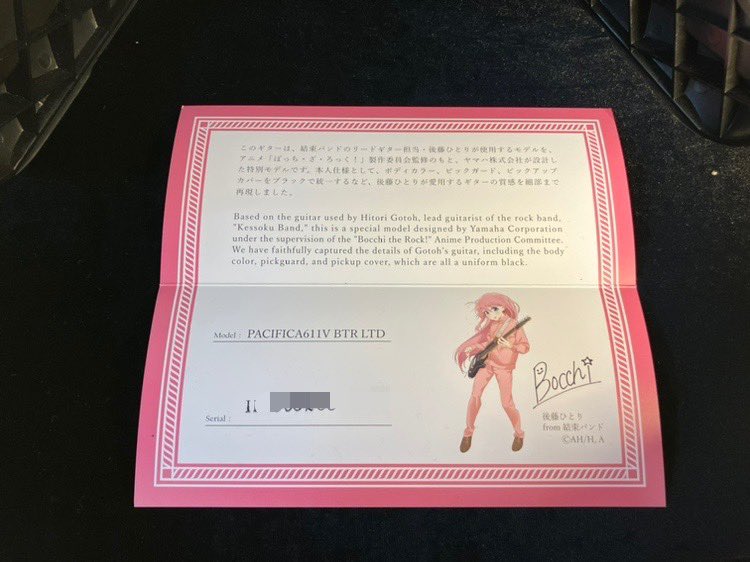 このギターは、結束バンドのリードギター担当・後藤ひとりが使用するモデルを、
アニメ「ぼっち・ざ・ろっく！」製作委員会監修のもと、ヤマハ株式会社が設計し
た特別モデルです。本人仕様として、ボディカラー、ピックガード、ピックアップ
カバーをブラックで統一するなど、後藤ひとりが愛用するギターの質感を細部まで
再現しました。
Based on the guitar used by Hitori Gotoh, lead guitarist of the rock band,
"Kessoku Band," this is a special model designed by Yamaha Corporation
under the supervision of the "Bocchi the Rock!" Anime Production Committee.
We have faithfully captured the details of Gotoh's guitar, including the body
color, pickguard, and pickup cover, which are all a uniform black.
Model : PACIFICA611V BTR LTD
Serial :
Bocchi
後藤ひとり
from 結束バンド
©AH/H, A